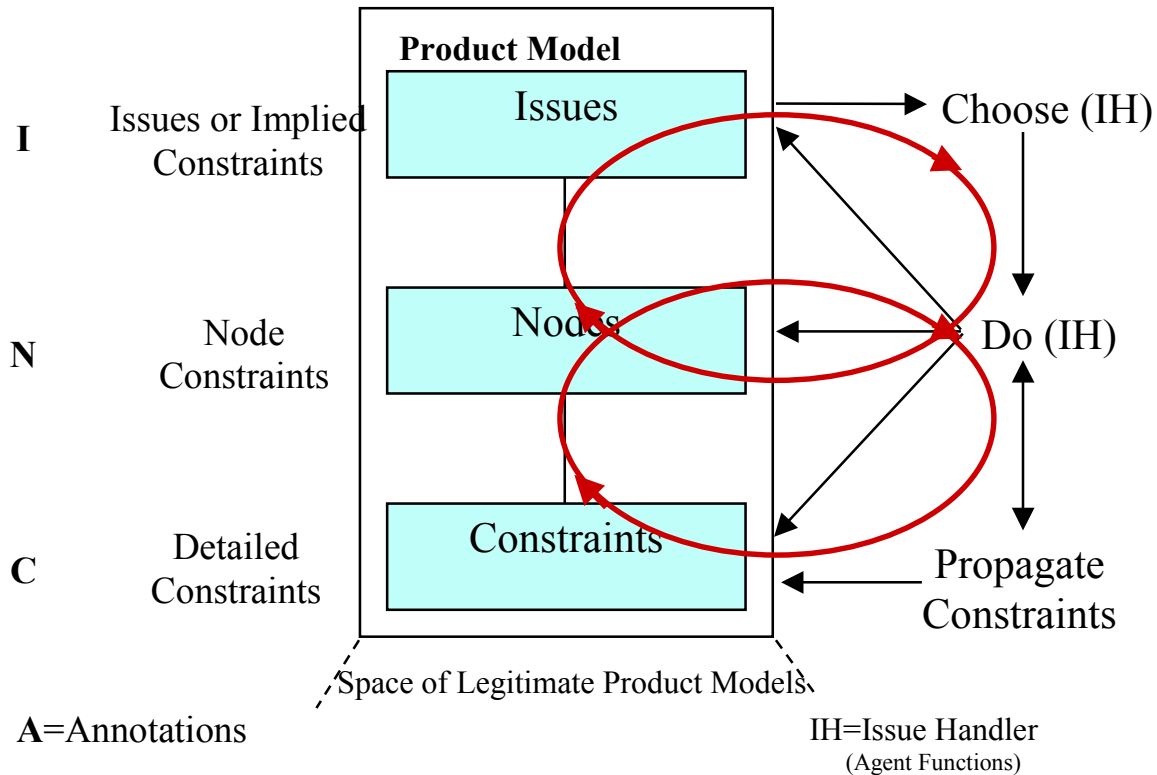 Product Model
I
Issues or Implied
Constraints
Issues
Choose (IH)
N
Node
Constraints
Nodes
Do (IH)
C
Detailed
Constraints
Constraints
Propagate
Constraints
Space of Legitimate Product Models
A=Annotations
IH=Issue Handler
(Agent Functions)